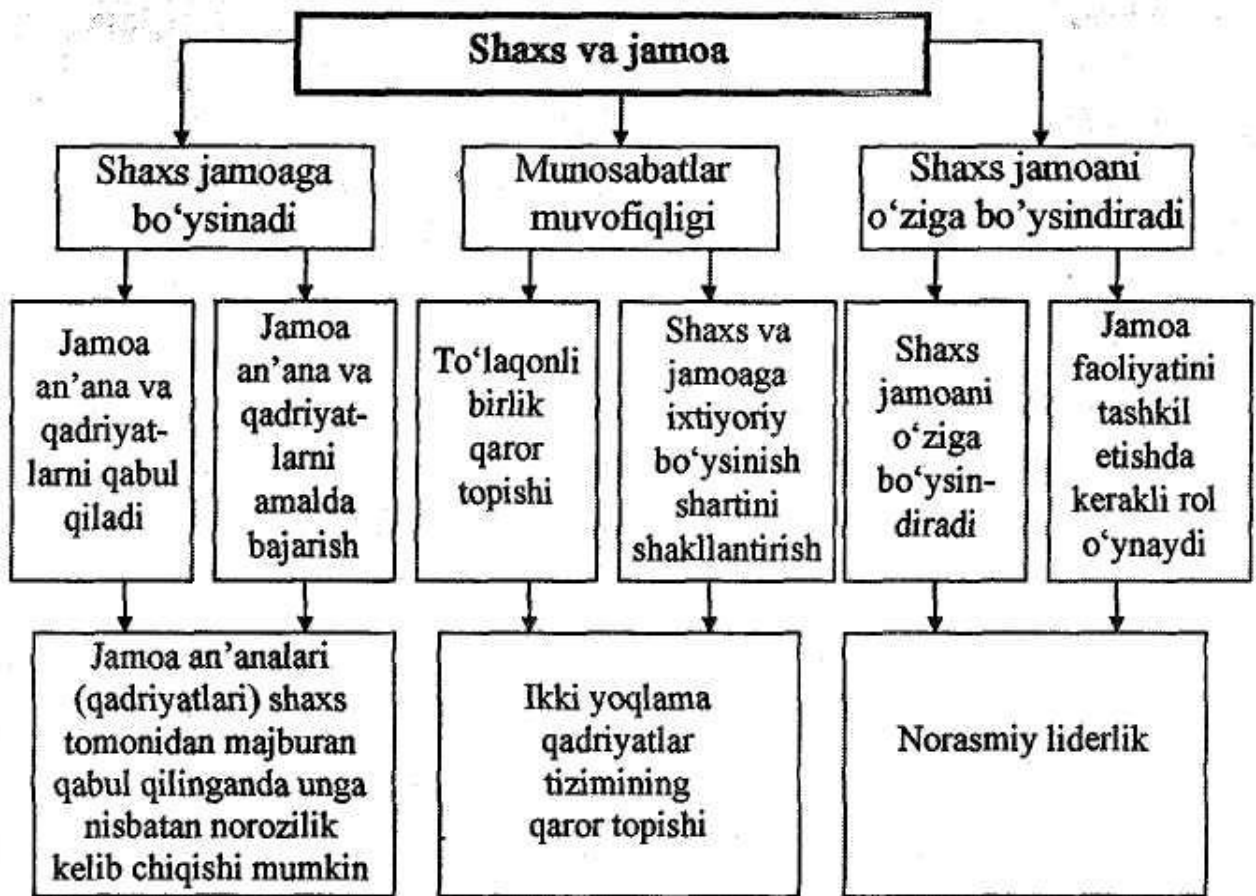 Shaxs va jamoa
Shaxs jamoaga
bo‘ysinadi
Munosabatlar
muvofiqligi
Shaxs jamoani
o‘ziga bo’ysindiradi
Jamoa
an’ana va
qadriyat-
larni qabul
qiladi
Jamoa
an’ana va
qadriyat-
larni
amalda
bajarish
To‘laqonli
birlik
qaror
topishi
Shaxs va
jamoaga
ixtiyoriy
bo‘ysinish
shartini
shakllantirish
Shaxs
jamoani
o‘ziga
bo‘ysin-
diradi
Jamoa
faoliyatini
tashkil
etishda
kerakli rol
o‘ynaydi
Jamoa an’analari
(qadriyatlari) shaxs
tomonidan majburan
qabul qilinganda unga
nisbatan norozilik
kelib chiqishi mumkin
Ikki yoqlama
qadriyatlar
tizimining
qaror topishi
Norasmiy liderlik